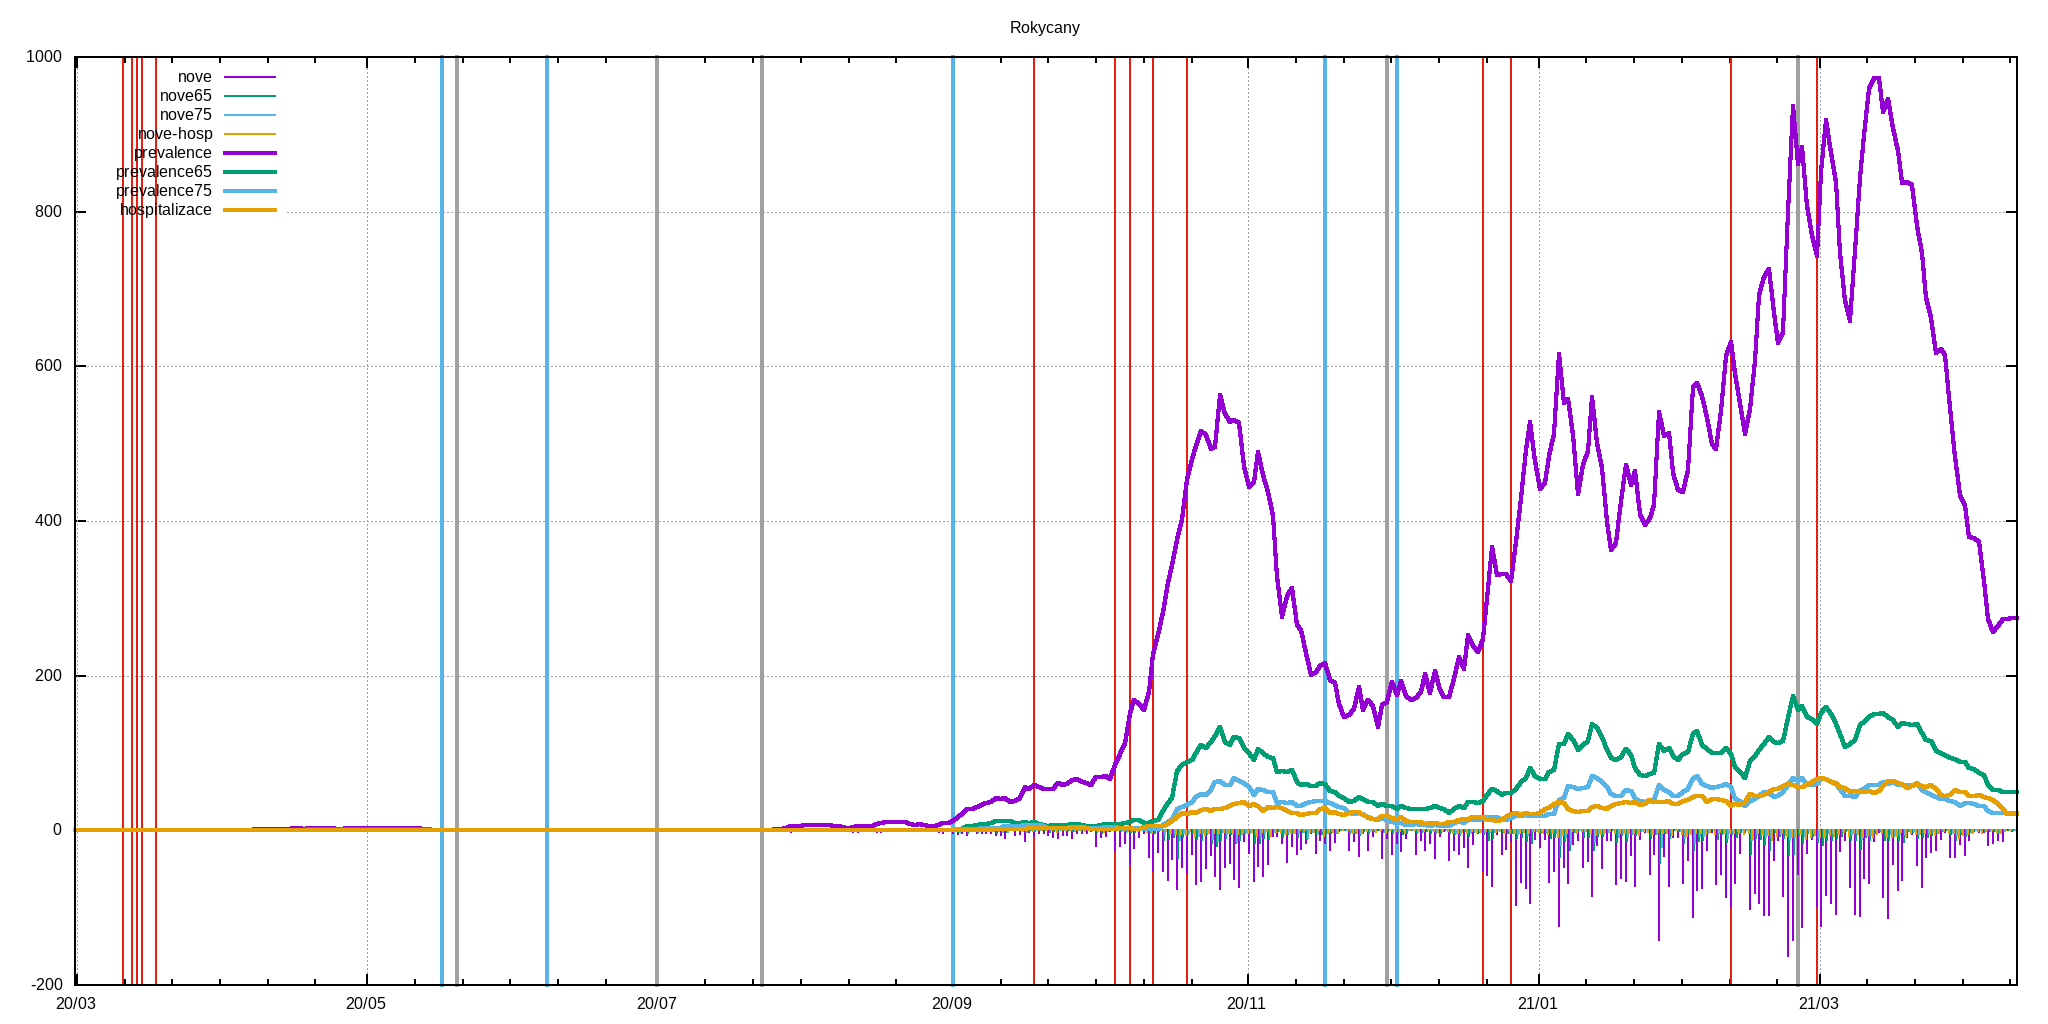 Rokycany
1000
800
600
400
200
0
-200
nove
nove65
nove75
nove-hosp
prevalence
prevalence65
prevalence75
hospitalizace
20/03 20/05 20/07 20/09 20/11 21/01 21/03